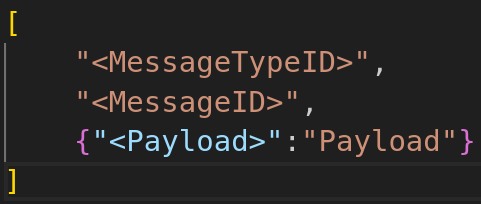 [
"<MessageTypeID>",
"<MessageID>",
{"<Payload>":"Payload"}
]